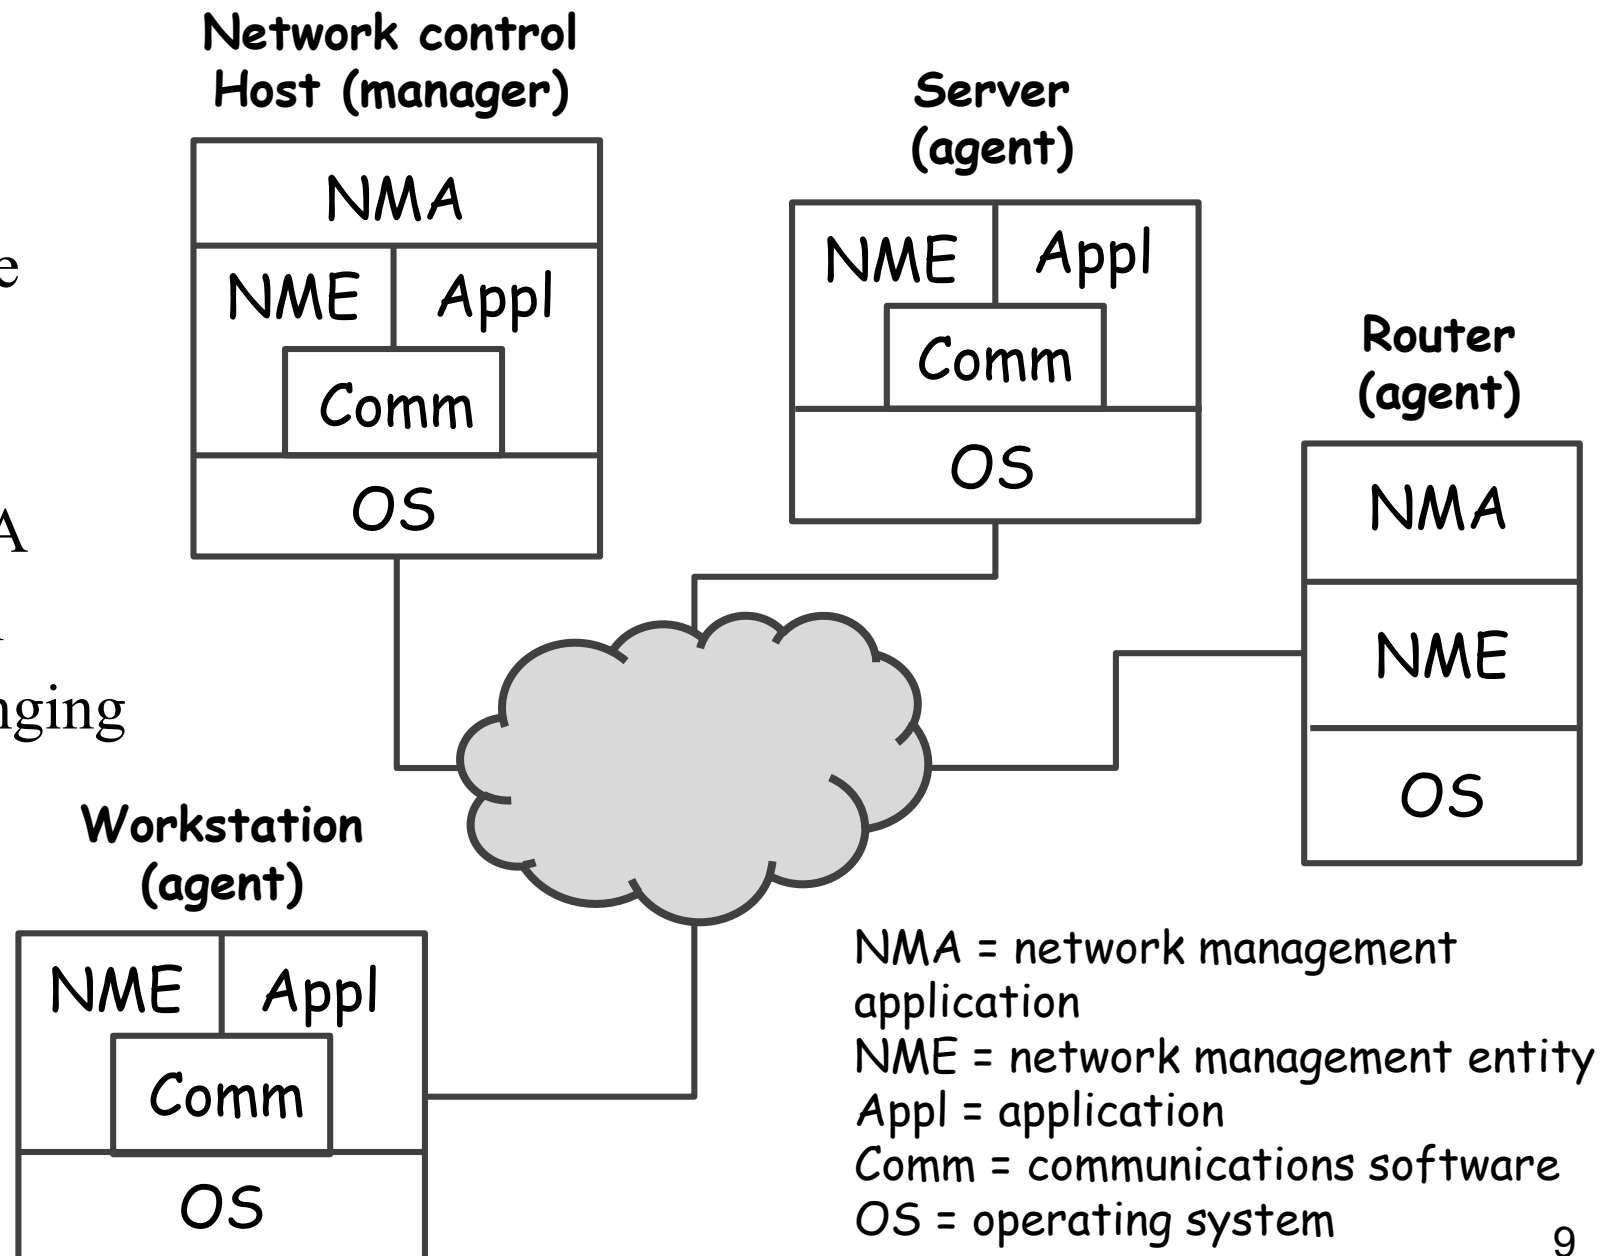 Network control
Host (manager)
NMA
NME
Appl
Comm
OS
Server
(agent)
NME
Appl
Comm
OS
Router
(agent)
NMA
NME
OS
e
A
nging
Workstation
(agent)
NME
Appl
Comm
OS
NMA = network management
application
NME = network management entity
Appl = application
Comm = communications software
OS = operating system
9